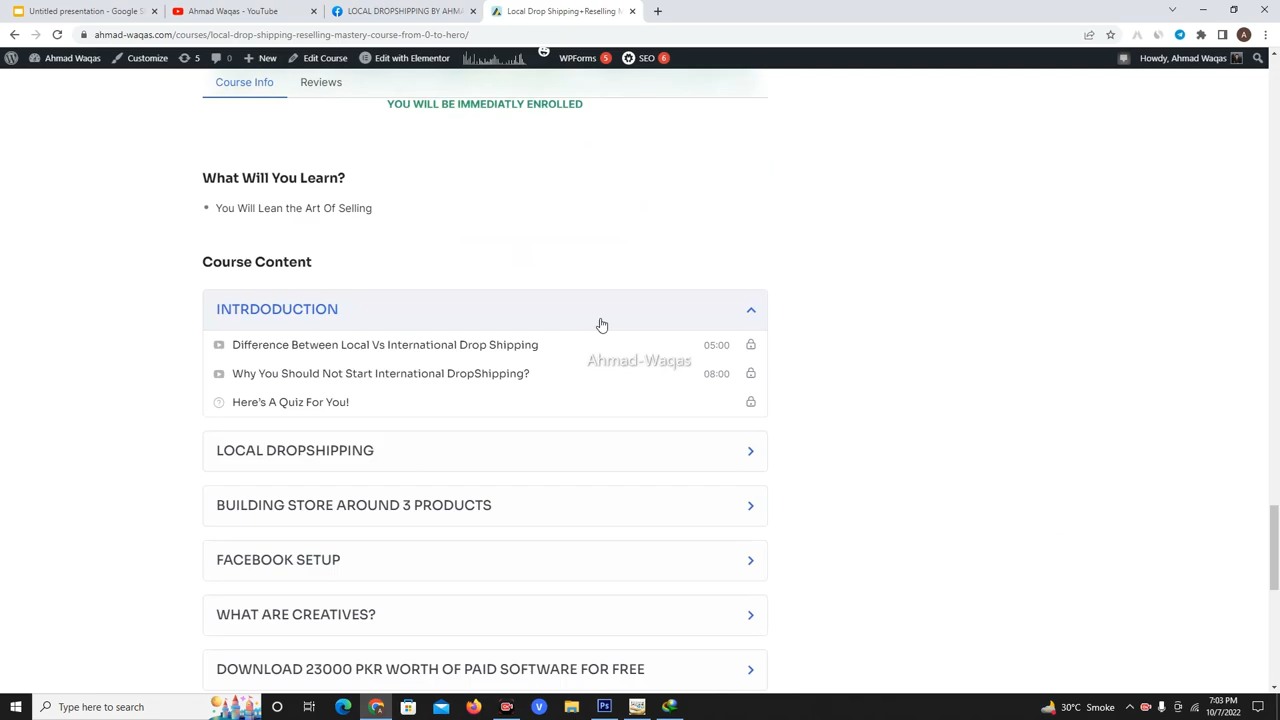 Untitled presentation - Google S
Ahmad Waqas - YouTube
LOCAL DROPSHIPPING BY AHMA
Local Drop Shipping+Reselling M
ahmad-waqas.com/courses/local-drop-shipping-reselling-mastery-course-from-0-to-hero/
Ahmad Waqas
Customize
5
0
New
Edit Course
Edit with Elementor
WPForms 5
SEO 6
Howdy, Ahmad Waqas
Course Info
Reviews
YOU WILL BE IMMEDIATLY ENROLLED
What Will You Learn?
You Will Lean the Art Of Selling
Course Content
INTRDODUCTION
Difference Between Local Vs International Drop Shipping 05:00
Ahmad-Waqas
Why You Should Not Start International DropShipping? 08:00
Here's A Quiz For You!
LOCAL DROPSHIPPING
BUILDING STORE AROUND 3 PRODUCTS
FACEBOOK SETUP
WHAT ARE CREATIVES?
DOWNLOAD 23000 PKR WORTH OF PAID SOFTWARE FOR FREE
Type here to search
30°C Smoke
7:03 PM
10/7/2022